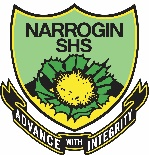 NARROGIN
SHS
ADVANCE WITH INTEGRITY